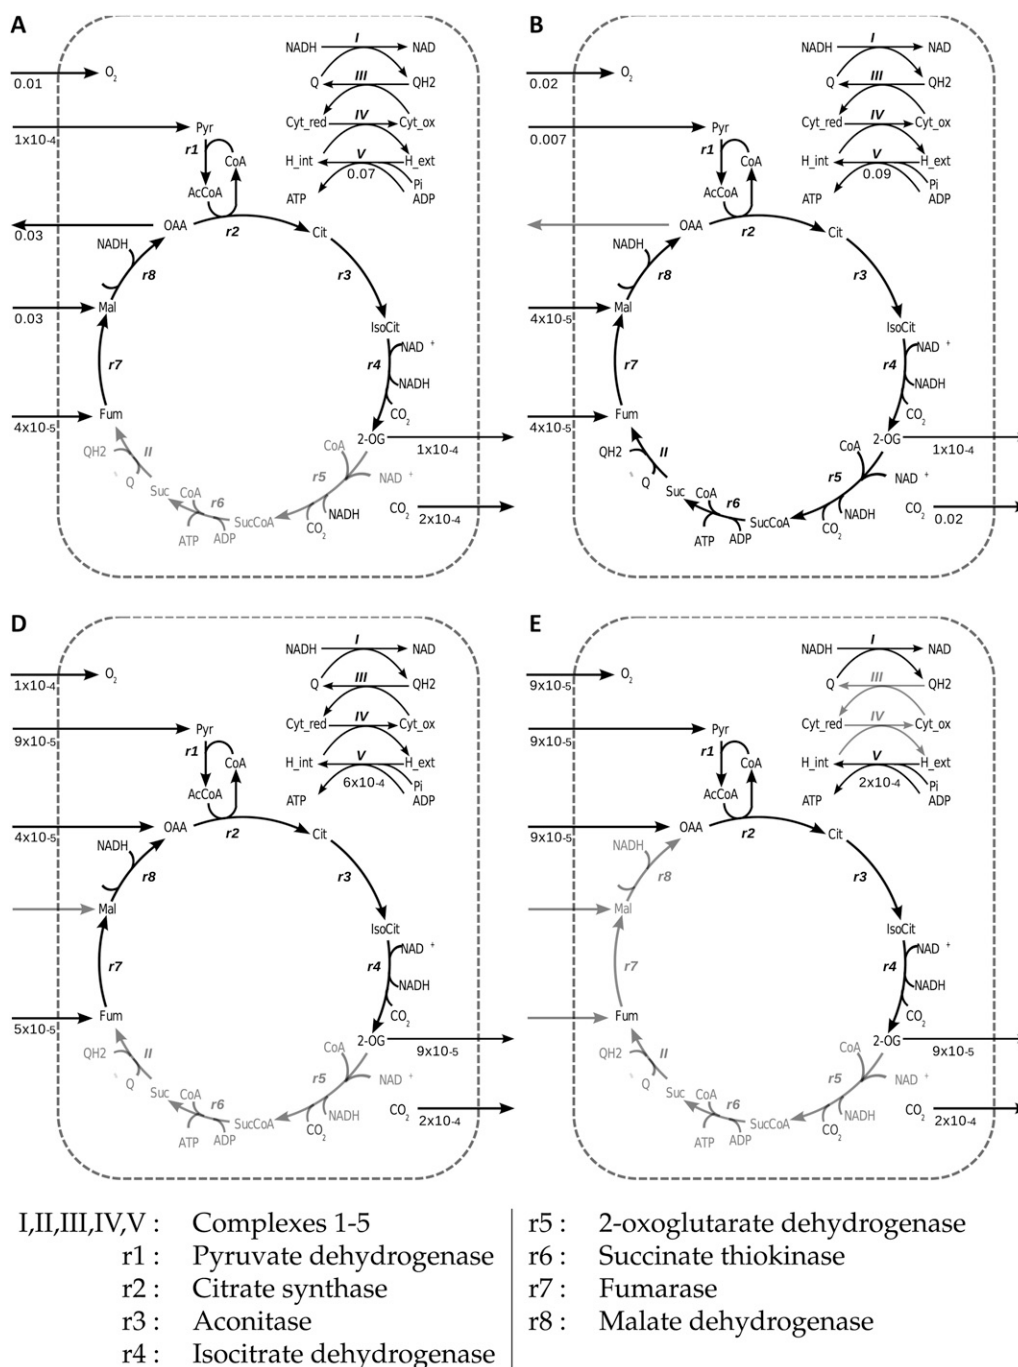 A
I
NADH NAD
0.01 O2
Q III QH2
1x10-4 Pyr
Cyt_red IV Cyt_ox
r1 CoA
H_int V H_ext
0.07 Pi
AcCoA ATP ADP
0.03 OAA r2 Cit
NADH
r8 r3
0.03 Mal IsoCit
r7 r4 NAD +
NADH
4x10-5 Fum CO2
2-OG 1x10-4
QH2 II CoA
Q r5 NAD +
Suc CoA r6 NADH CO2 2x10-4
SucCoA CO2
ATP ADP
B
I
NADH NAD
0.02 O2
Q III QH2
0.007 Pyr
Cyt_red IV Cyt_ox
r1 CoA
H_int V H_ext
0.09 Pi
AcCoA ATP ADP
OAA r2 Cit
NADH
r8 r3
4x10-5 Mal IsoCit
r7 r4 NAD +
NADH
4x10-5 Fum CO2
2-OG 1x10-4
QH2 II CoA
Q r5 NAD +
Suc CoA r6 NADH CO2 0.02
SucCoA CO2
ATP ADP
D
I
NADH NAD
1x10-4 O2
Q III QH2
9x10-5 Pyr
Cyt_red IV Cyt_ox
r1 CoA
H_int V H_ext
6x10-4 Pi
AcCoA ATP ADP
4x10-5 OAA r2 Cit
NADH
r8 r3
Mal IsoCit
r7 r4 NAD +
NADH
5x10-5 Fum CO2
2-OG 9x10-5
QH2 II CoA
Q r5 NAD +
Suc CoA r6 NADH CO2 2x10-4
SucCoA CO2
ATP ADP
E
I
NADH NAD
9x10-5 O2
Q III QH2
9x10-5 Pyr
Cyt_red IV Cyt_ox
r1 CoA
H_int V H_ext
2x10-4 Pi
AcCoA ATP ADP
9x10-5 OAA r2 Cit
NADH
r8 r3
Mal IsoCit
r7 r4 NAD +
NADH
Fum CO2
2-OG 9x10-5
QH2 II CoA
Q r5 NAD +
Suc CoA r6 NADH CO2 2x10-4
SucCoA CO2
ATP ADP
I,II,III,IV,V : Complexes 1-5
r1 : Pyruvate dehydrogenase
r2 : Citrate synthase
r3 : Aconitase
r4 : Isocitrate dehydrogenase
r5 : 2-oxoglutarate dehydrogenase
r6 : Succinate thiokinase
r7 : Fumarase
r8 : Malate dehydrogenase